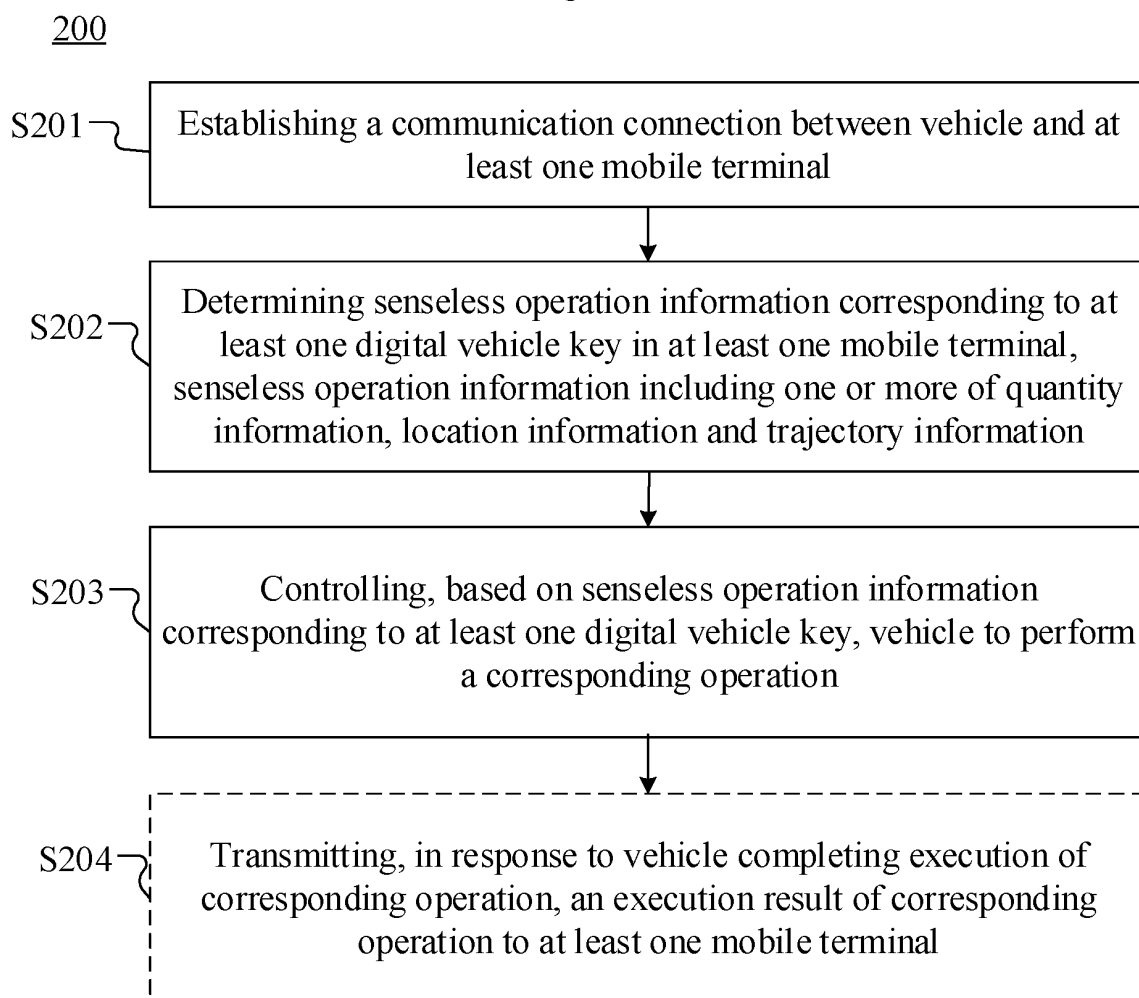 200
S201
Establishing a communication connection between vehicle and at
least one mobile terminal
S202
Determining senseless operation information corresponding to at
least one digital vehicle key in at least one mobile terminal,
senseless operation information including one or more of quantity
information, location information and trajectory information
S203
Controlling, based on senseless operation information
corresponding to at least one digital vehicle key, vehicle to perform
a corresponding operation
S204
Transmitting, in response to vehicle completing execution of
corresponding operation, an execution result of corresponding
operation to at least one mobile terminal